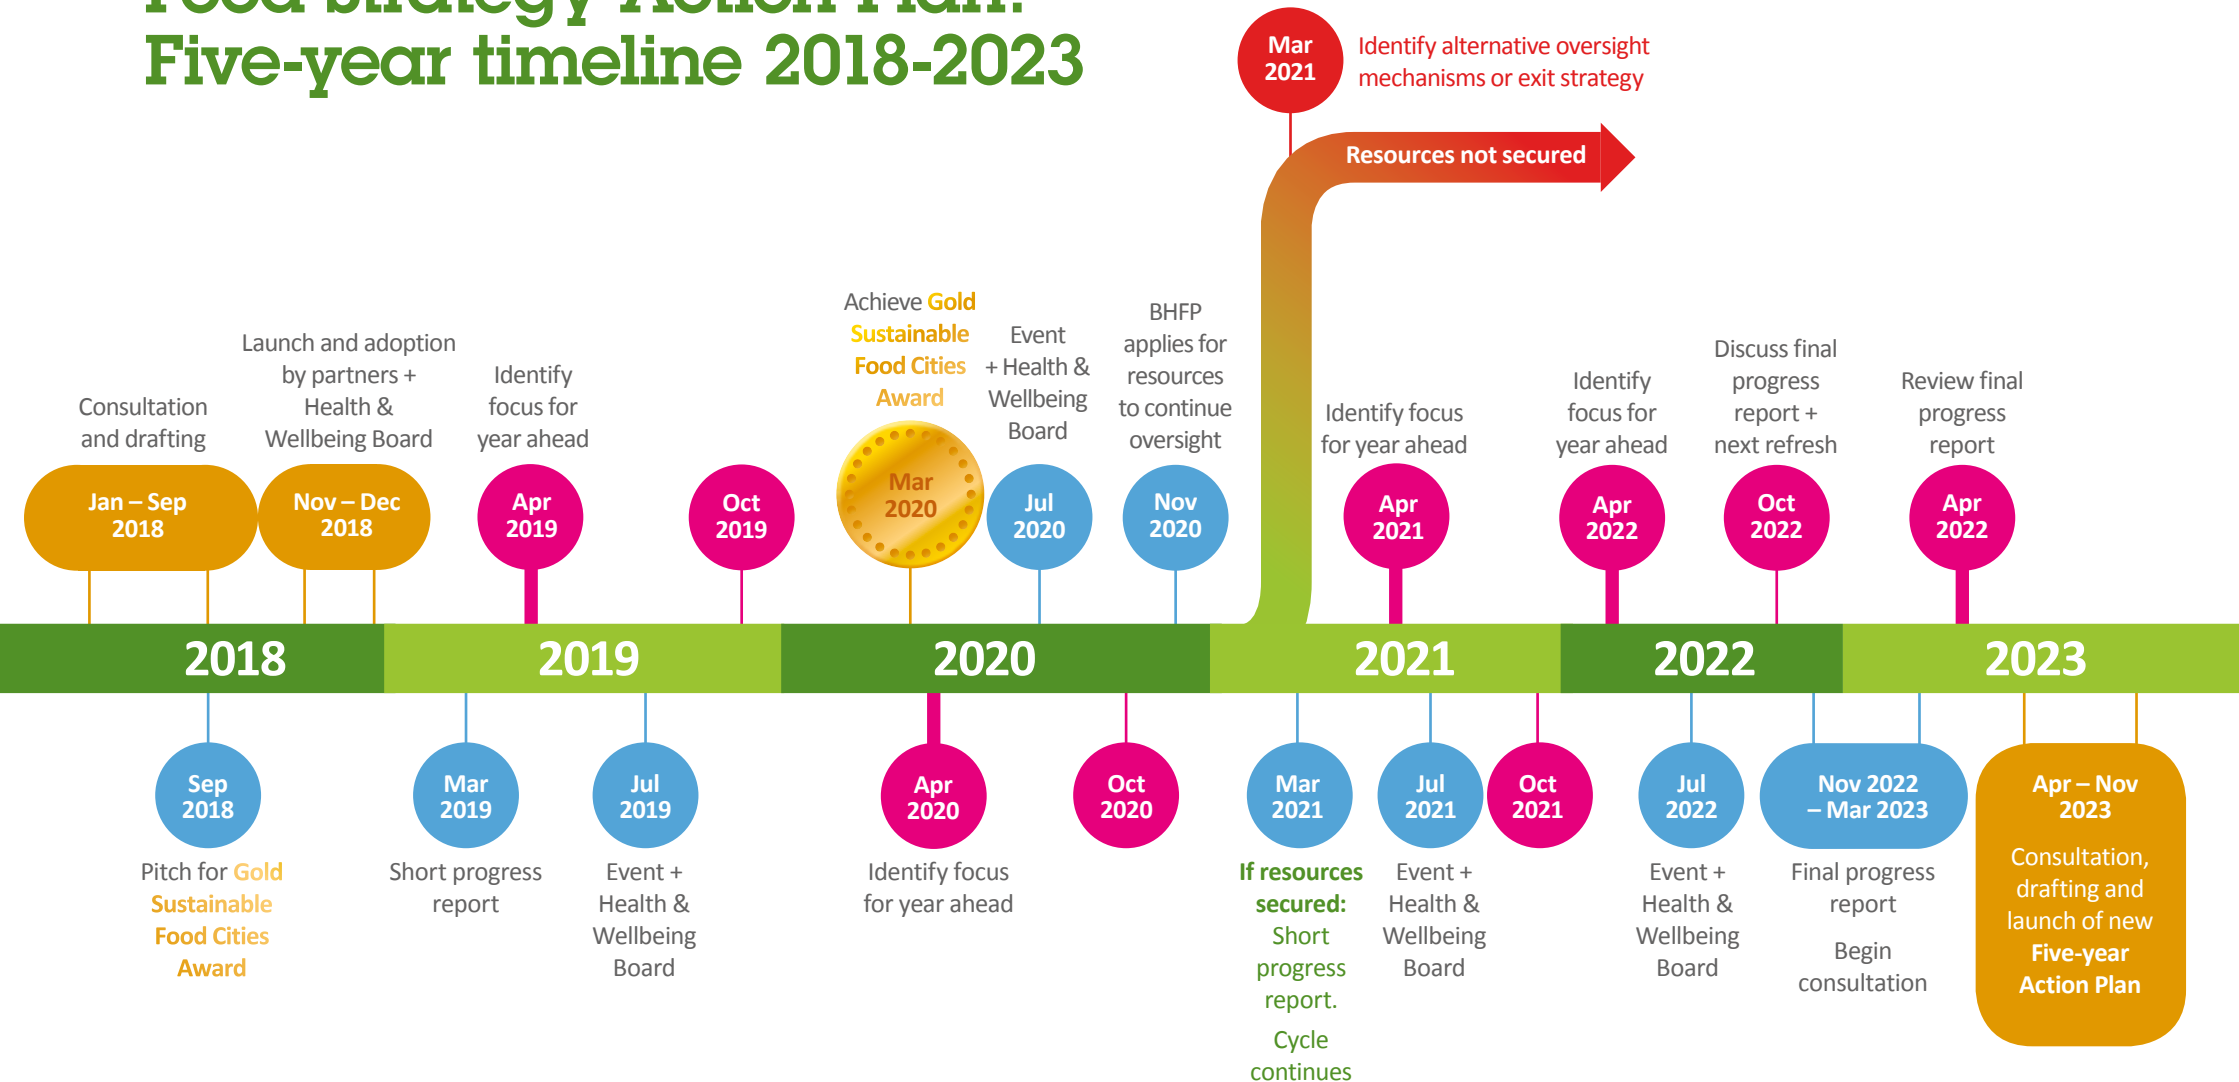 Food Strategy Action Plan:
Five-year timeline 2018-2023
Mar
2021
Identify alternative oversight
mechanisms or exit strategy
Resources not secured
Consultation
and drafting
Jan – Sep
2018
Launch and adoption
by partners +
Health &
Wellbeing Board
Nov – Dec
2018
Identify
focus for
year ahead
Apr
2019
Oct
2019
Achieve Gold
Sustainable
Food Cities
Award
Mar
2020
Event
+ Health &
Wellbeing
Board
Jul
2020
BHFP
applies for
resources
to continue
oversight
Nov
2020
Identify focus
for year ahead
Apr
2021
Identify
focus for
year ahead
Apr
2022
Discuss final
progress
report +
next refresh
Oct
2022
Review final
progress
report
Apr
2022
2018
2019
2020
2021
2022
2023
Sep
2018
Pitch for Gold
Sustainable
Food Cities
Award
Mar
2019
Short progress
report
Jul
2019
Event +
Health &
Wellbeing
Board
Apr
2020
Identify focus
for year ahead
Oct
2020
Mar
2021
If resources
secured:
Short
progress
report.
Cycle
continues
Jul
2021
Event +
Health &
Wellbeing
Board
Oct
2021
Jul
2022
Event +
Health &
Wellbeing
Board
Nov 2022
– Mar 2023
Final progress
report
Begin
consultation
Apr – Nov
2023
Consultation,
drafting and
launch of new
Five-year
Action Plan